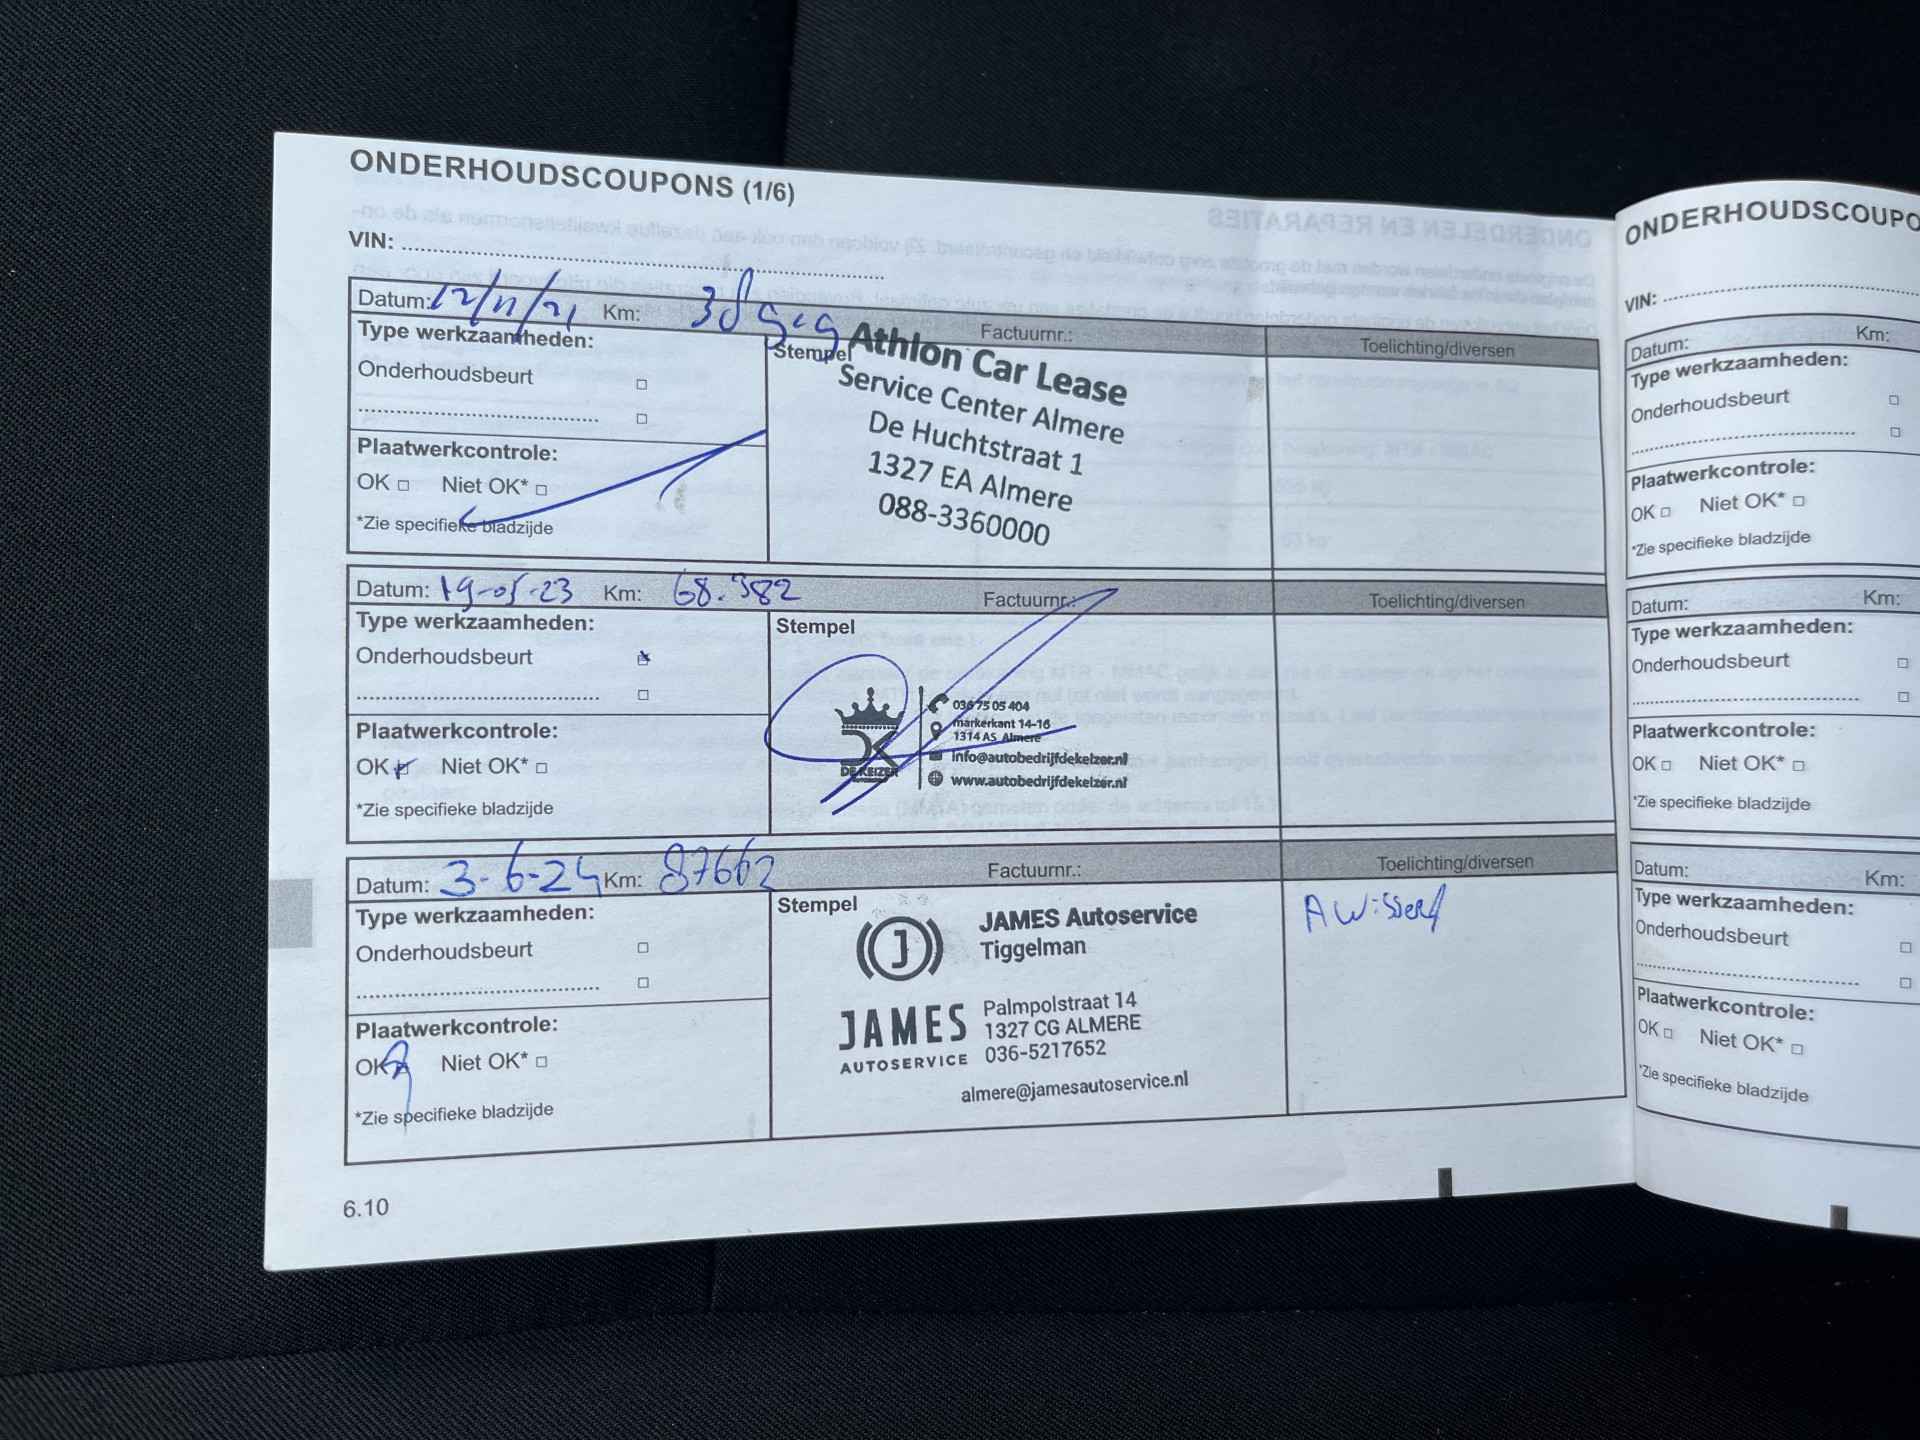 ONDERHOUDSCOUPONS (1/6)
VIN:
Datum: 12/11/21 Km: Factuurnr.: Toelichting/diversen
Type werkzaamheden:
Onderhoudsbeurt
Plaatwerkcontrole:
OK Niet OK*
*Zie specifieke bladzijde
Stempel
Athlon Car Lease
Service Center Almere
De Huchtstraat 1
1327 EA Almere
088-3360000
Datum: 19-05-23 Km: 68.382 Factuurnr.: Toelichting/diversen
Type werkzaamheden:
Onderhoudsbeurt
Plaatwerkcontrole:
OK Niet OK*
*Zie specifieke bladzijde
Stempel
DK
DE KEIZER
036 75 05 404
markerkant 14-16
1314 AS Almere
info@autobedrijfdekeizer.nl
www.autobedrijfdekeizer.nl
Datum: 3-6-24 Km: 87662 Factuurnr.: Toelichting/diversen
Type werkzaamheden:
Onderhoudsbeurt
Plaatwerkcontrole:
OK Niet OK*
*Zie specifieke bladzijde
Stempel
J
JAMES Autoservice
Tiggelman
JAMES
AUTOSERVICE
Palmpolstraat 14
1327 CG ALMERE
036-5217652
almere@jamesautoservice.nl
6.10
ONDERHOUDSCOUPO
VIN:
Datum: Km:
Type werkzaamheden:
Onderhoudsbeurt
Plaatwerkcontrole:
OK Niet OK*
*Zie specifieke bladzijde
Datum: Km:
Type werkzaamheden:
Onderhoudsbeurt
Plaatwerkcontrole:
OK Niet OK*
*Zie specifieke bladzijde
Datum: Km:
Type werkzaamheden:
Onderhoudsbeurt
Plaatwerkcontrole:
OK Niet OK*
*Zie specifieke bladzijde